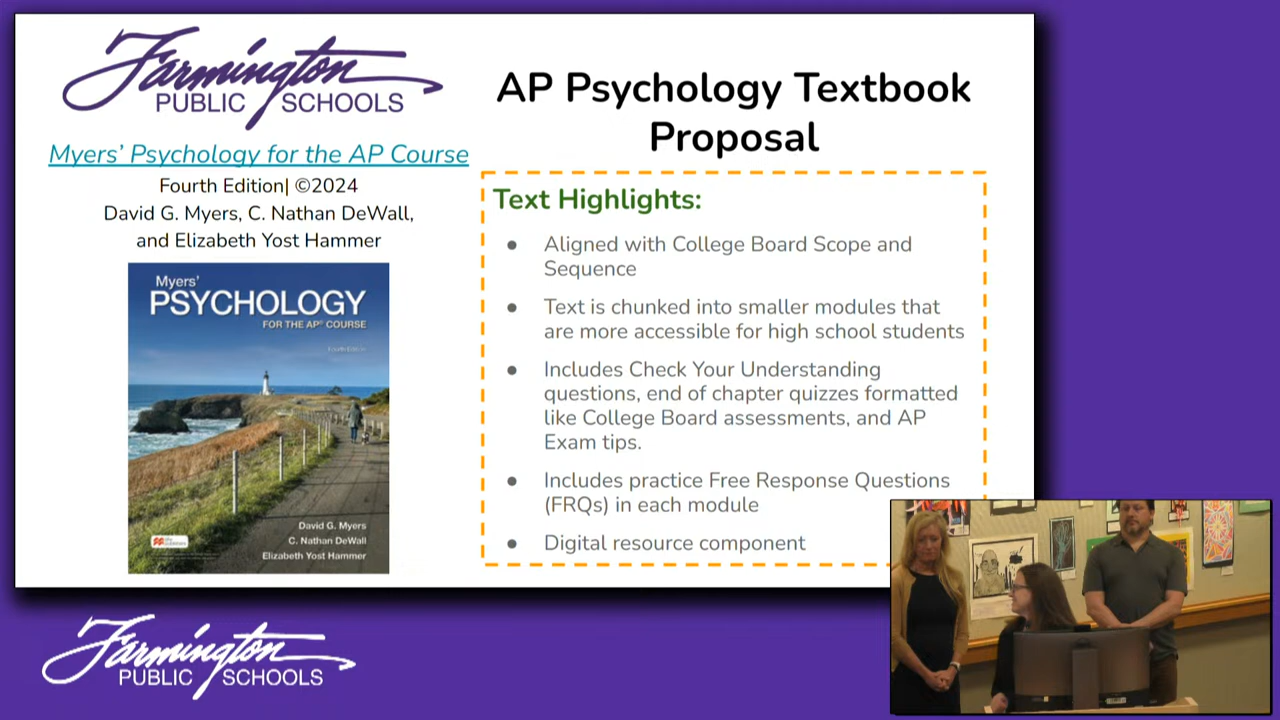 Farmington
PUBLIC SCHOOLS
Myers' Psychology for the AP Course
Fourth Edition| ©2024
David G. Myers, C. Nathan DeWall,
and Elizabeth Yost Hammer
Myers'
PSYCHOLOGY
FOR THE AP® COURSE
Fourth Edition
David G. Myers
C. Nathan DeWall
Elizabeth Yost Hammer
AP Psychology Textbook
Proposal
Text Highlights:
● Aligned with College Board Scope and
Sequence
● Text is chunked into smaller modules that
are more accessible for high school students
● Includes Check Your Understanding
questions, end of chapter quizzes formatted
like College Board assessments, and AP
Exam tips.
● Includes practice Free Response Questions
(FRQs) in each module
● Digital resource component
Farmington
PUBLIC SCHOOLS